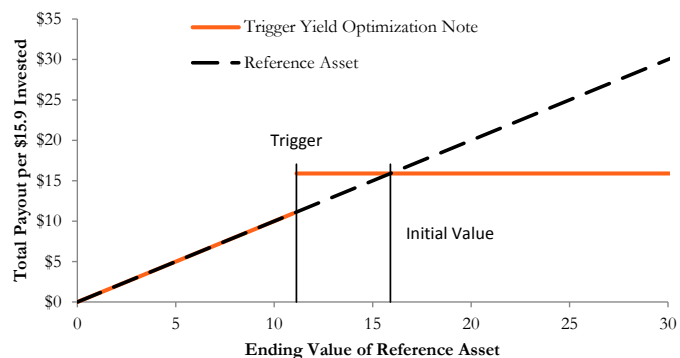 Trigger Yield Optimization Note
Reference Asset
Total Payout per $15.9 Invested
$35
$30
$25
$20
$15
$10
$5
$0
Trigger
Initial Value
0 5 10 15 20 25 30
Ending Value of Reference Asset